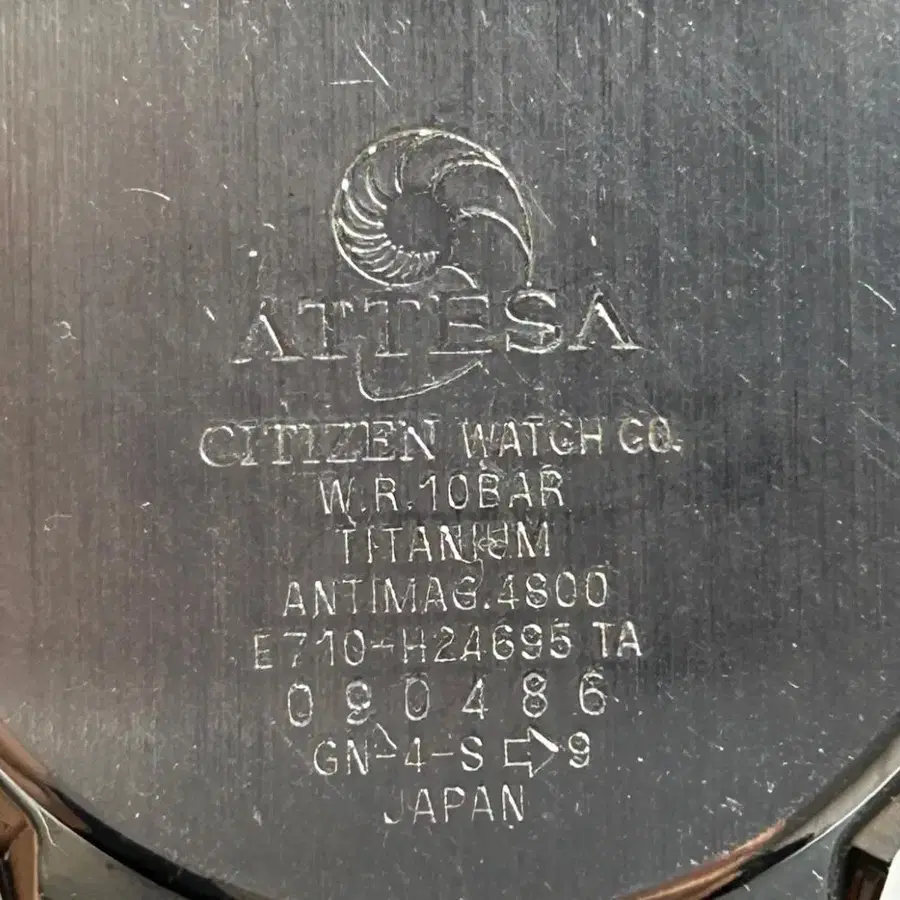 ATTESA
CITIZEN WATCH CO.
W.R.10BAR
TITANIUM
ANTIMAG.4800
E710-H24695 TA
090486
GN-4-S ⇨9
JAPAN